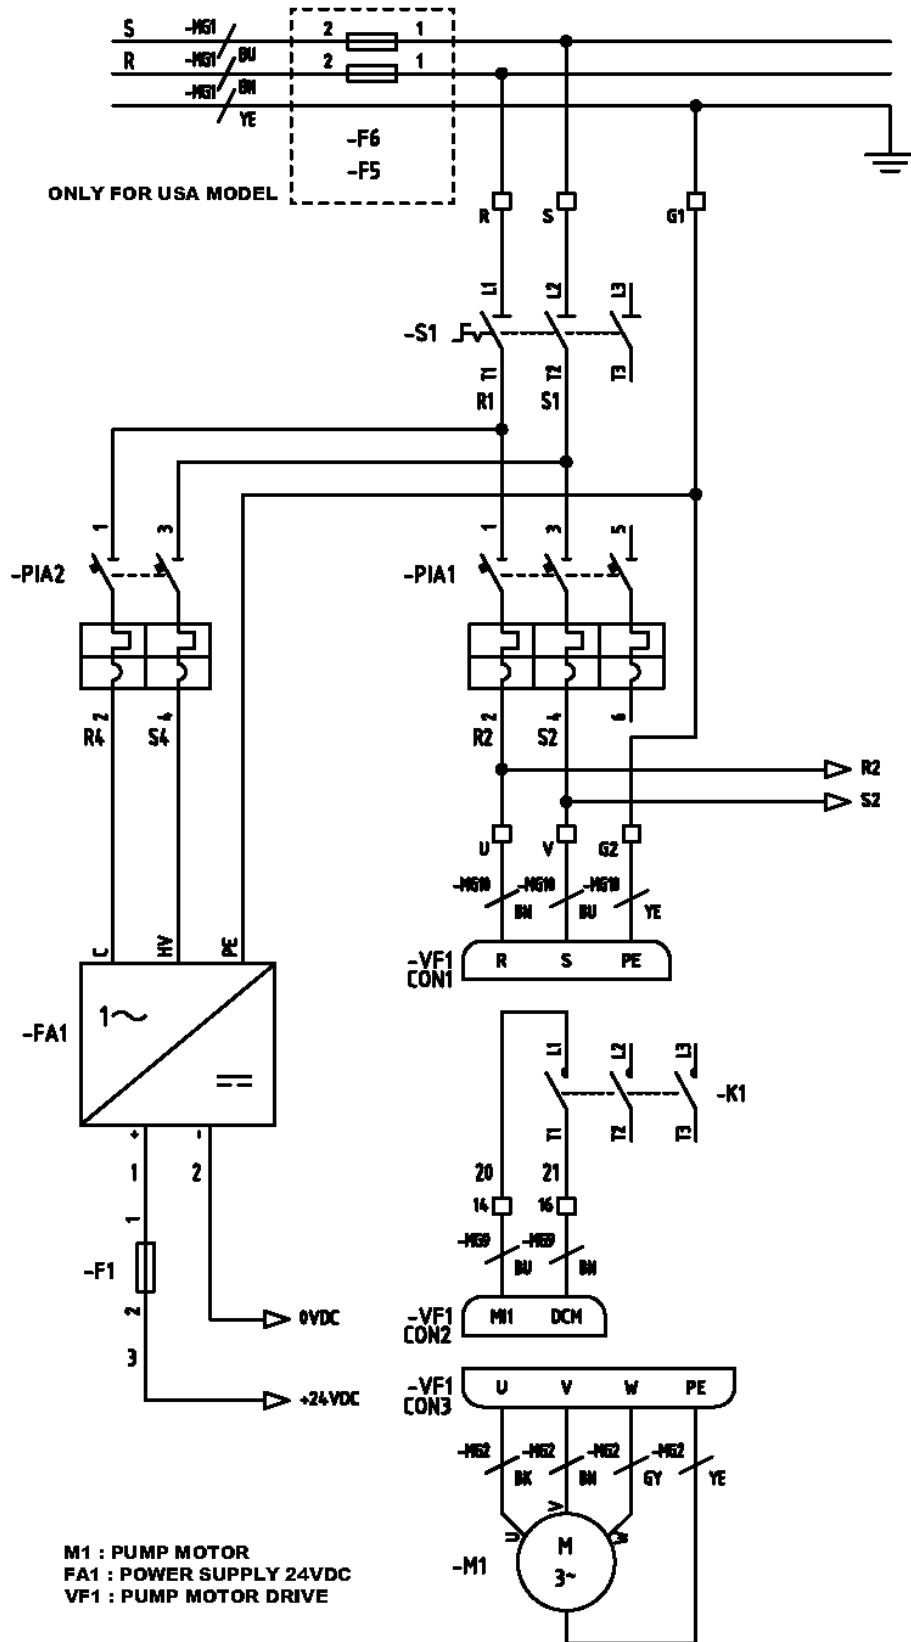 S -MG1 2 1
R -MG1 BU 2 1
-MG1 BN
YE
-F6
-F5
ONLY FOR USA MODEL
R S G1
L1 L2 L3
-S1
T1 T2 T3
R1 S1
1 3 1 3 5
-PIA2 -PIA1
2 4 2 4 6
R4 S4 R2 S2
R2
S2
U V G2
-MG10 -MG10 -MG10
BN BU YE
C HV PE
-VF1 R S PE
CON1
1~
-FA1
L1 L2 L3
-K1
T1 T2 T3
+ -
1 2
20 21
14 16
1
-MG9 -MG9
BU BN
-F1
2
0VDC
-VF1 MI1 DCM
CON2
3
+24VDC
-VF1 U V W PE
CON3
-MG2 -MG2 -MG2 -MG2
BK BN GY YE
U V W
-M1 M
3~
M1 : PUMP MOTOR
FA1 : POWER SUPPLY 24VDC
VF1 : PUMP MOTOR DRIVE